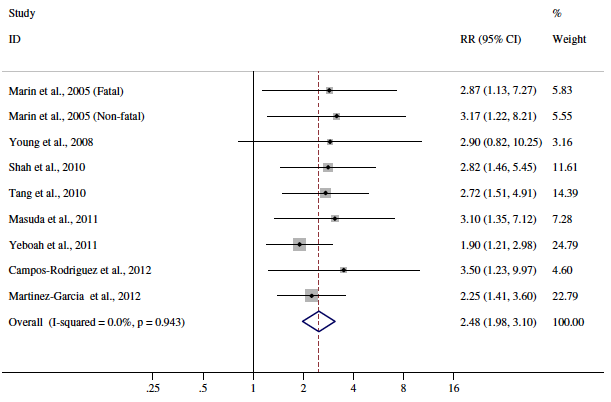 Study %
ID RR (95% CI) Weight
Marin et al., 2005 (Fatal) 2.87 (1.13, 7.27) 5.83
Marin et al., 2005 (Non-fatal) 3.17 (1.22, 8.21) 5.55
Young et al., 2008 2.90 (0.82, 10.25) 3.16
Shah et al., 2010 2.82 (1.46, 5.45) 11.61
Tang et al., 2010 2.72 (1.51, 4.91) 14.39
Masuda et al., 2011 3.10 (1.35, 7.12) 7.28
Yeboah et al., 2011 1.90 (1.21, 2.98) 24.79
Campos-Rodriguez et al., 2012 3.50 (1.23, 9.97) 4.60
Martinez-Garcia et al., 2012 2.25 (1.41, 3.60) 22.79
Overall (I-squared = 0.0%, p = 0.943) 2.48 (1.98, 3.10) 100.00
.25 .5 1 2 4 8 16